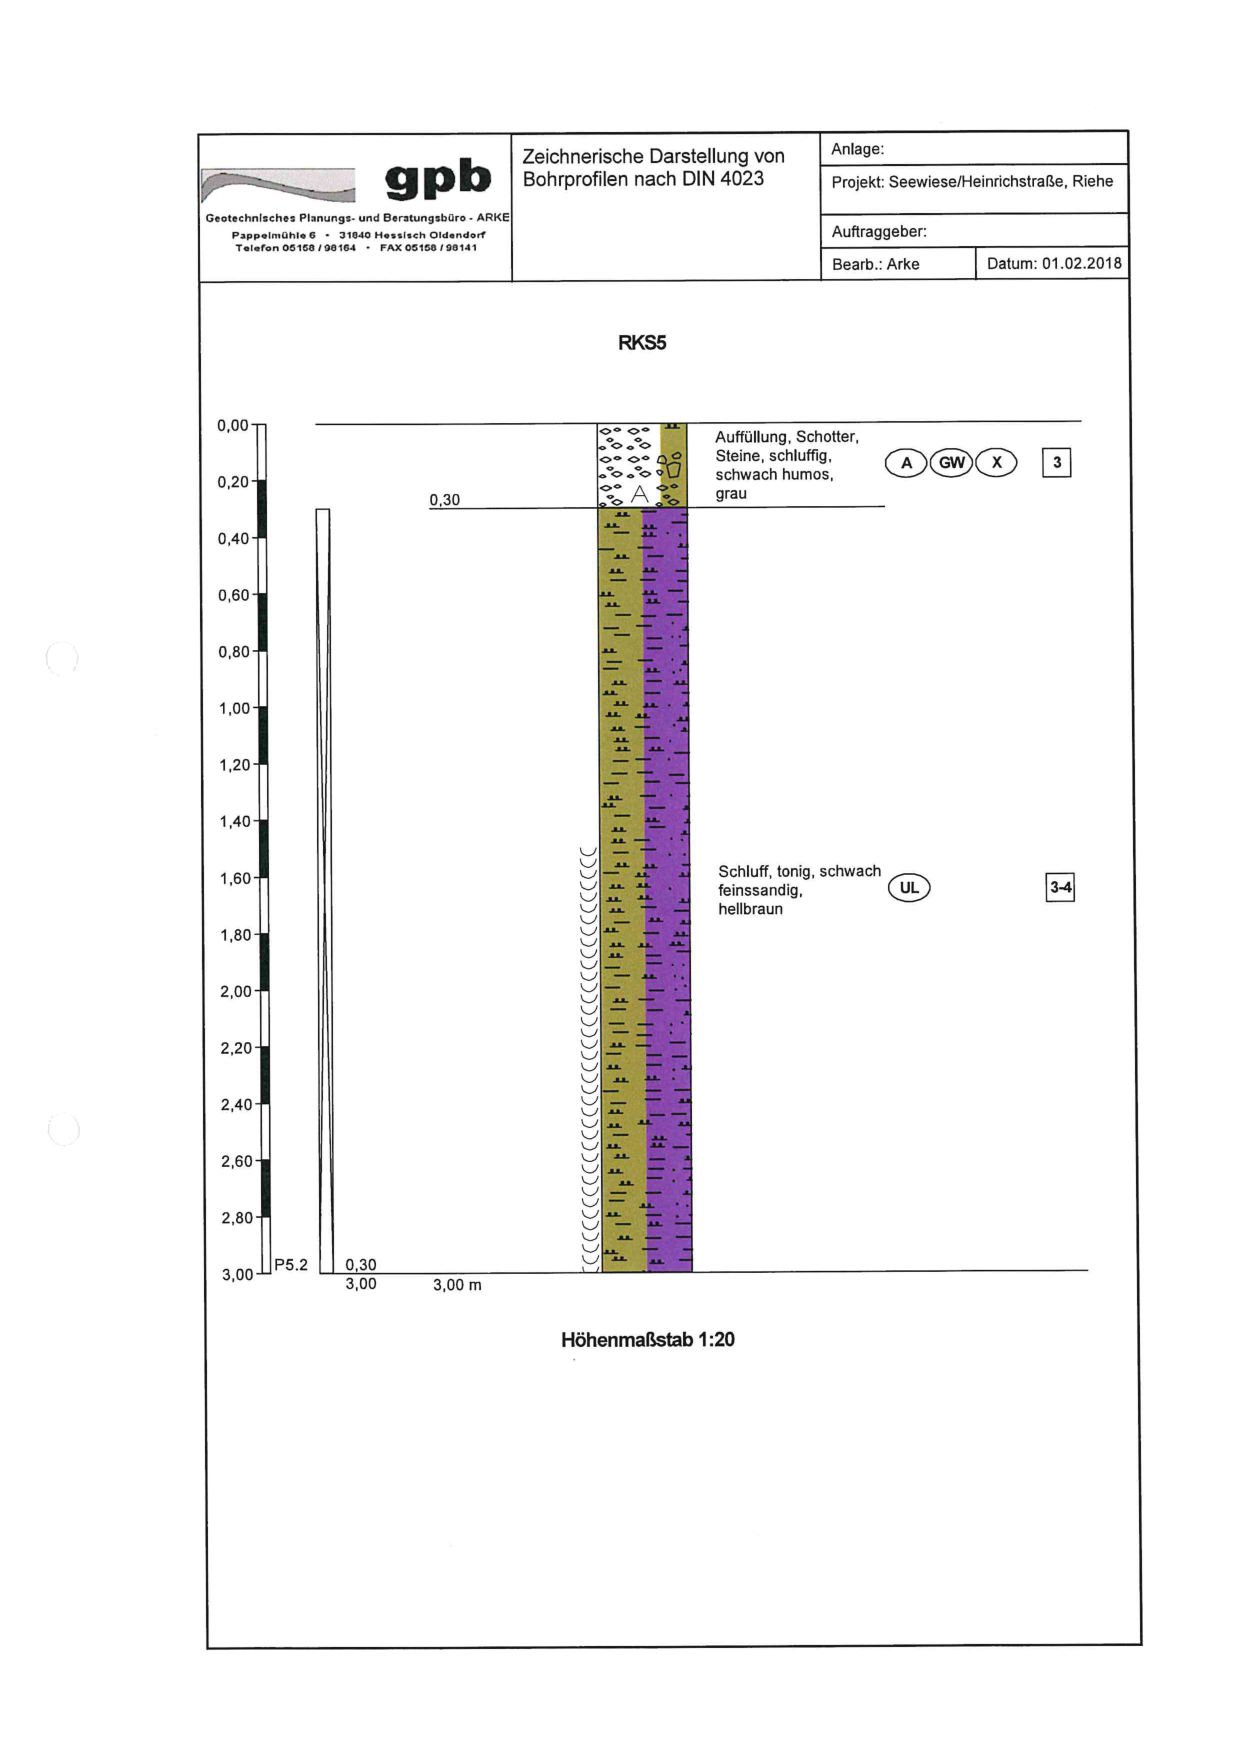 gpb
Geotechnisches Planungs- und Beratungsbüro - ARKE
Pappelmühle 6 - 31840 Hessisch Oldendorf
Telefon 05158 / 98164 - FAX 05158 / 98141
Zeichnerische Darstellung von
Bohrprofilen nach DIN 4023
Anlage:
Projekt: Seewiese/Heinrichstraße, Riehe
Auftraggeber:
Bearb.: Arke
Datum: 01.02.2018
RKS5
0,00
0,20
0,40
0,60
0,80
1,00
1,20
1,40
1,60
1,80
2,00
2,20
2,40
2,60
2,80
3,00
P5.2
0,30
3,00
3,00 m
0,30
A
Auffüllung, Schotter,
Steine, schluffig,
schwach humos,
grau
A GW X 3
Schluff, tonig, schwach
feinssandig,
hellbraun
UL 3-4
Höhenmaßstab 1:20